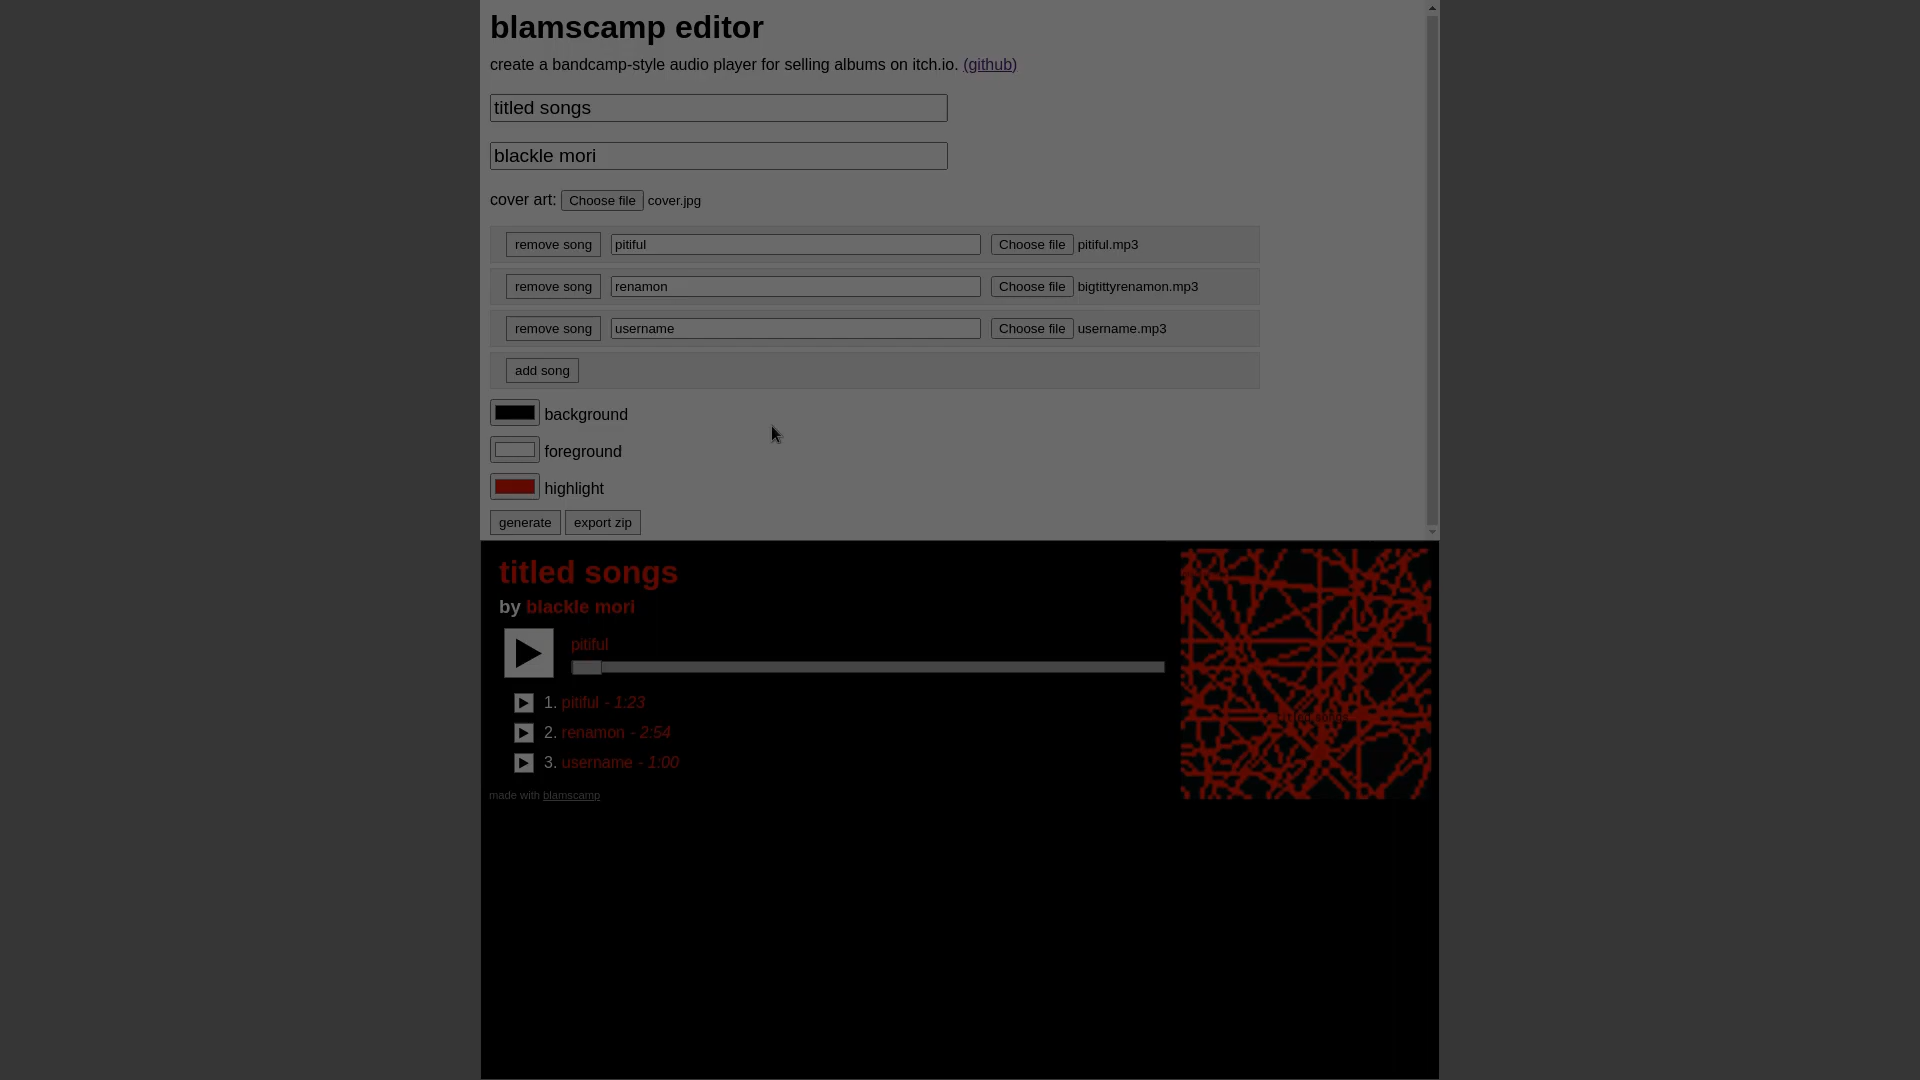 blamscamp editor
create a bandcamp-style audio player for selling albums on itch.io. (github)
titled songs
blackle mori
cover art: Choose file cover.jpg
remove song pitiful Choose file pitiful.mp3
remove song renamon Choose file bigtittyrenamon.mp3
remove song username Choose file username.mp3
add song
background
foreground
highlight
generate export zip
titled songs
by blackle mori
pitiful
1. pitiful - 1:23
2. renamon - 2:54
3. username - 1:00
made with blamscamp